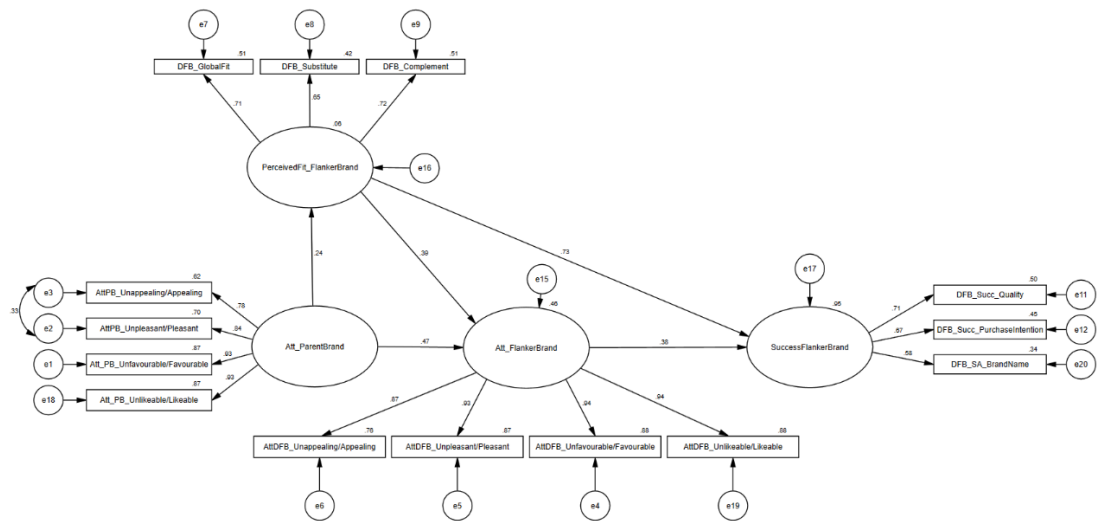 e7
e8
e9
.51
.42
.51
DFB_GlobalFit
DFB_Substitute
DFB_Complement
.71
.65
.72
.06
PerceivedFit_FlankerBrand
e16
.24
.39
.73
e17
e15
.62
e3
AttPB_Unappealing/Appealing
.78
.33
.70
e2
AttPB_Unpleasant/Pleasant
.84
.87
e1
Att_PB_Unfavourable/Favourable
.93
.87
e18
Att_PB_Unlikeable/Likeable
.93
Att_ParentBrand
.47
.46
Att_FlankerBrand
.38
.95
SuccessFlankerBrand
.50
.71
DFB_Succ_Quality
e11
.45
.67
DFB_Succ_PurchaseIntention
e12
.34
.58
DFB_SA_BrandName
e20
.87
.93
.94
.94
.76
.87
.88
.88
AttDFB_Unappealing/Appealing
AttDFB_Unpleasant/Pleasant
AttDFB_Unfavourable/Favourable
AttDFB_Unlikeable/Likeable
e6
e5
e4
e19